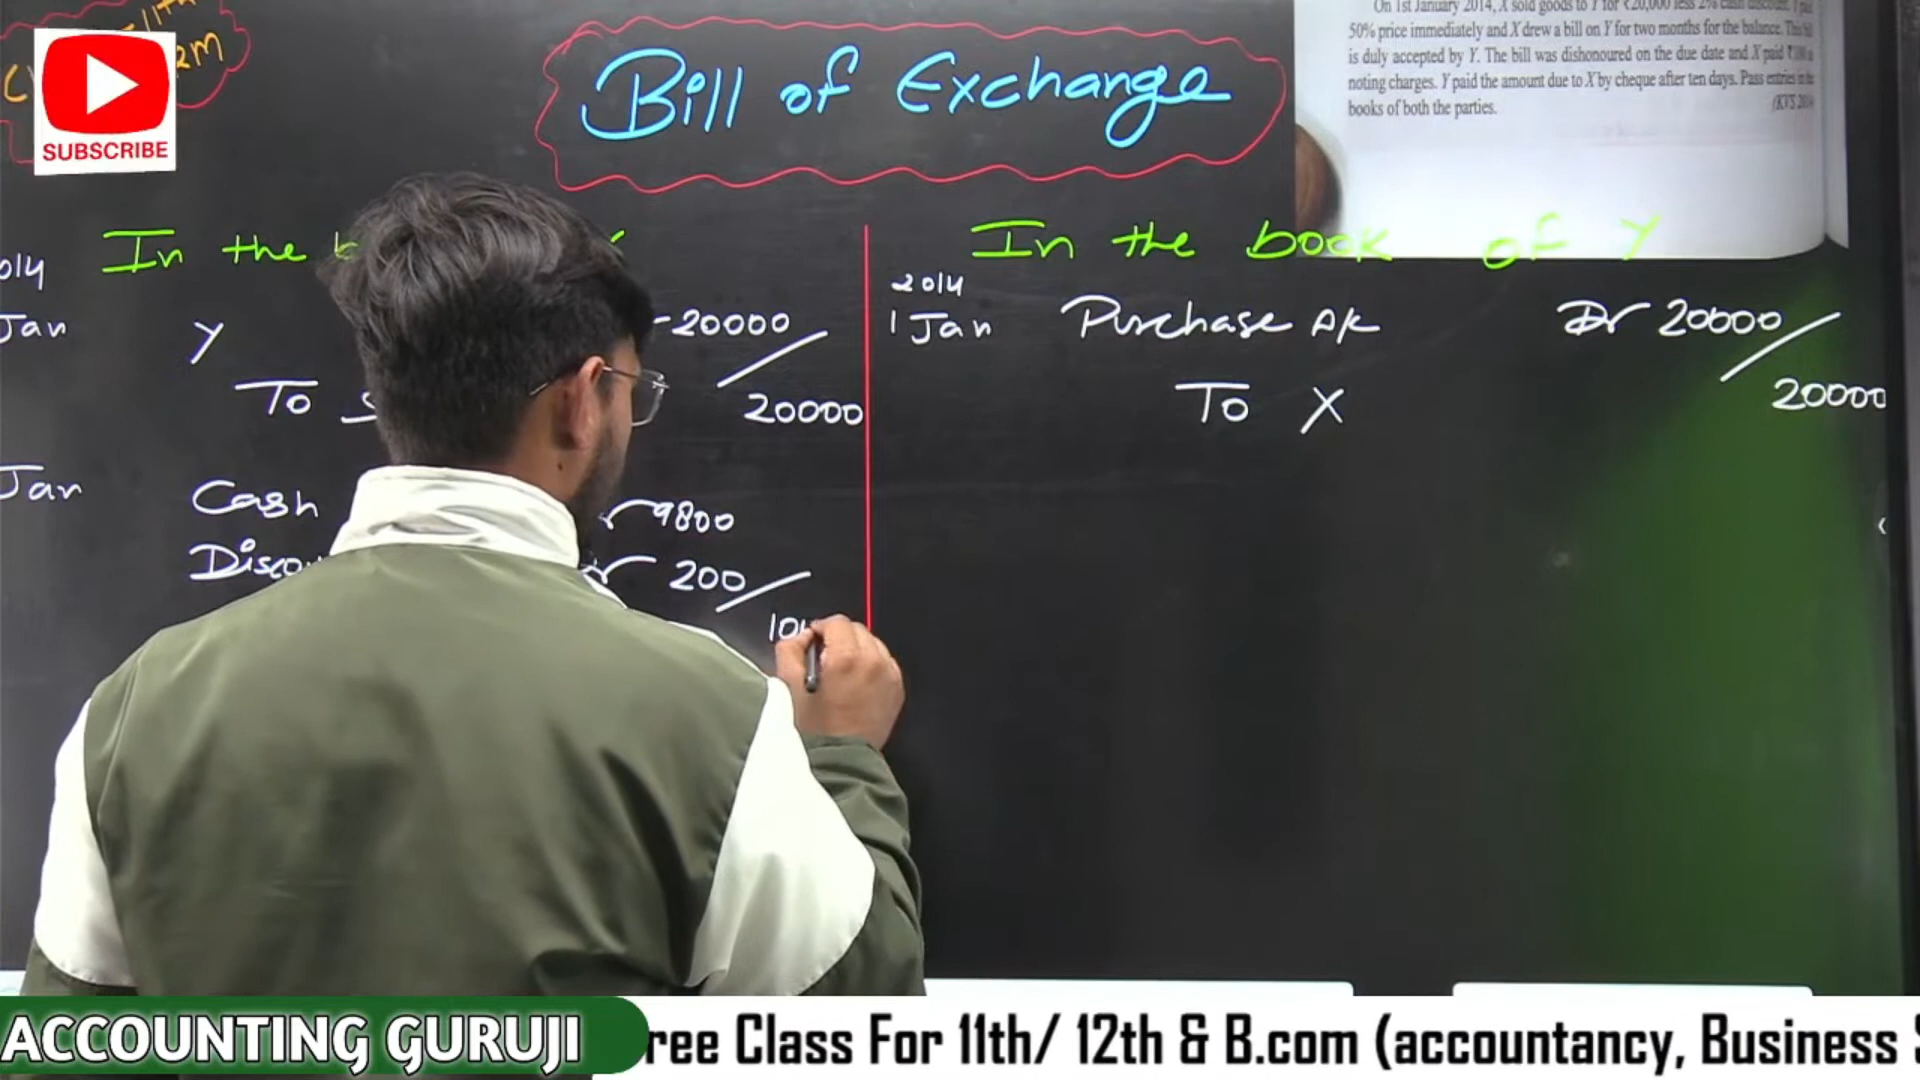 11th
SUBSCRIBE
Bill of Exchange
On 1st January 2014, X sold goods to Y for ₹20,000 less 2% cash discount.
50% price immediately and X drew a bill on Y for two months for the balance. This bill
is duly accepted by Y. The bill was dishonoured on the due date and X paid
noting charges. Y paid the amount due to X by cheque after ten days. Pass entries in the
books of both the parties.
(KVS
In the
014
Jan Y 20000
To 20000
Jan Cash 9800
Disco 200
10
In the book of Y
2014
1 Jan Purchase A/c Dr 20000
To X 20000
ACCOUNTING GURUJI
ree Class For 11th/ 12th & B.com (accountancy, Business S